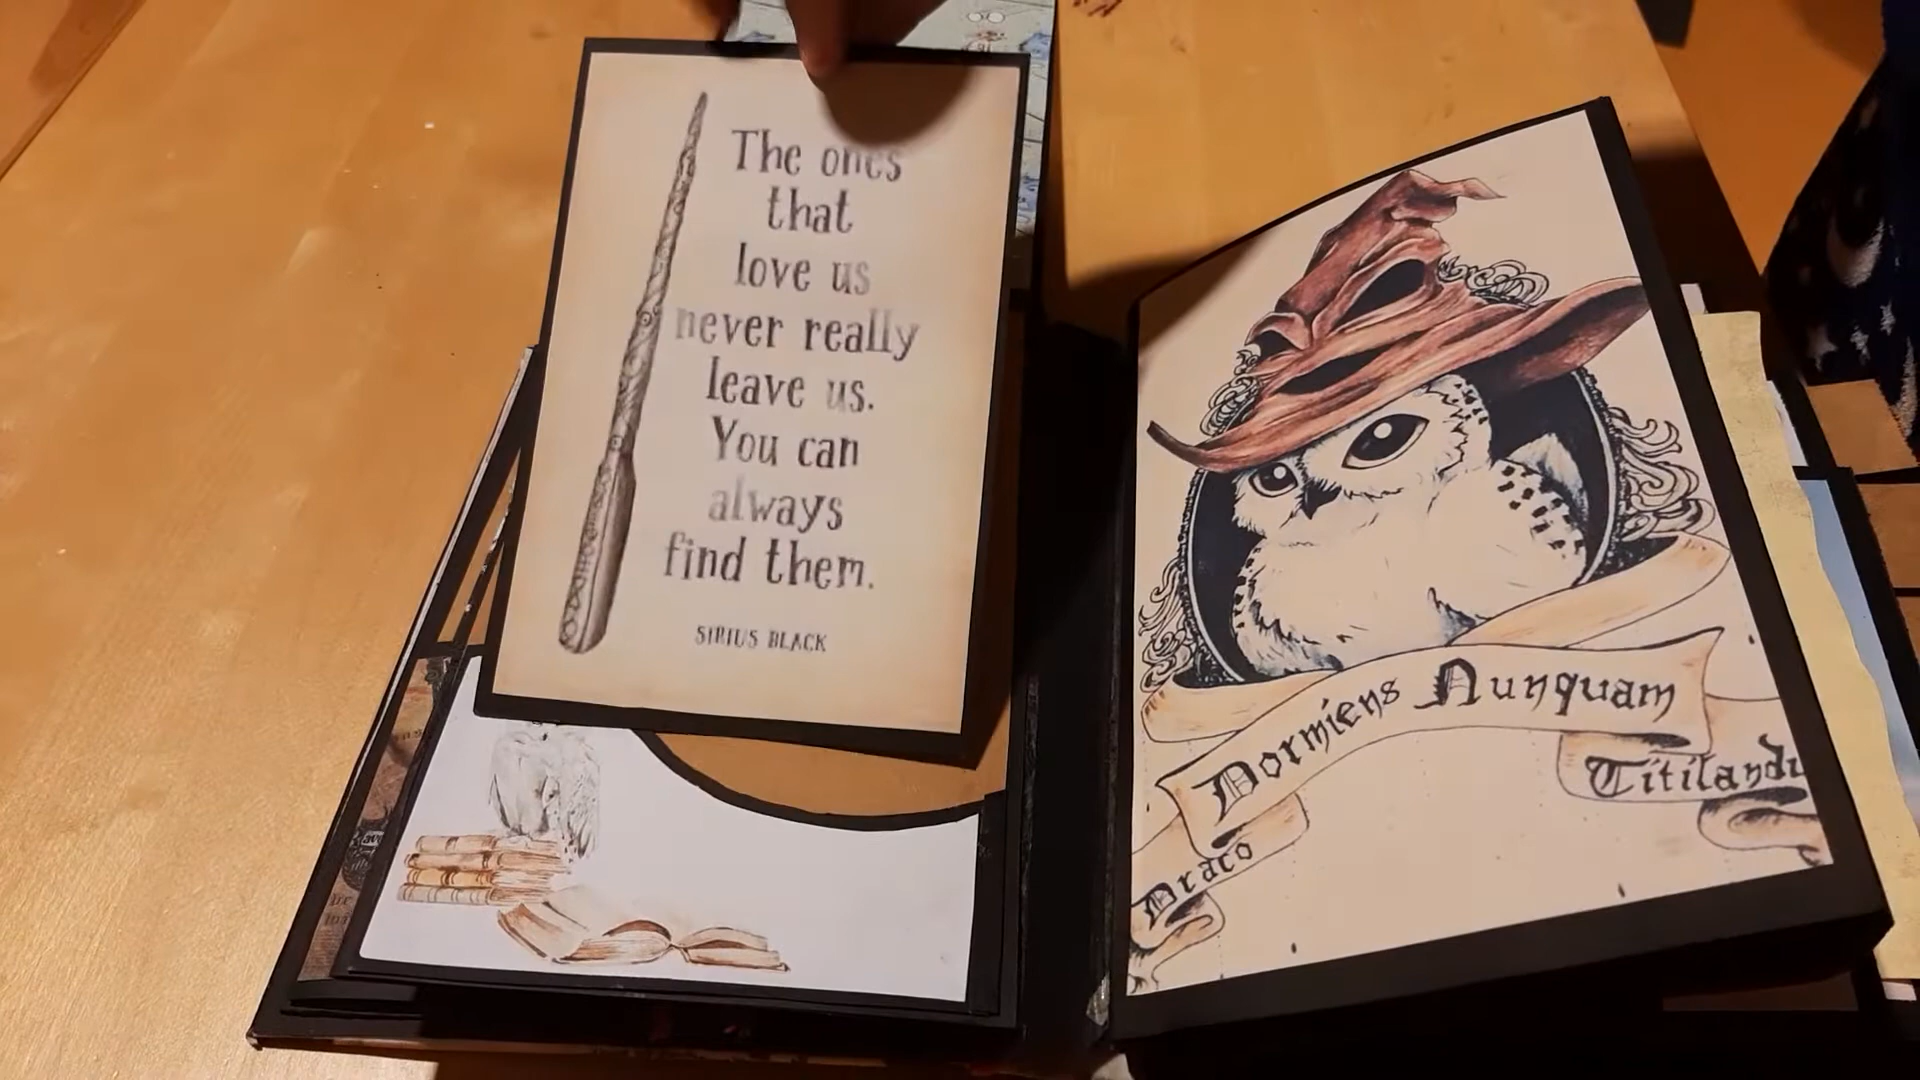 The ones
that
love us
never really
leave us.
You can
always
find them.
SIRIUS BLACK
Draco
Dormiens Nunquam